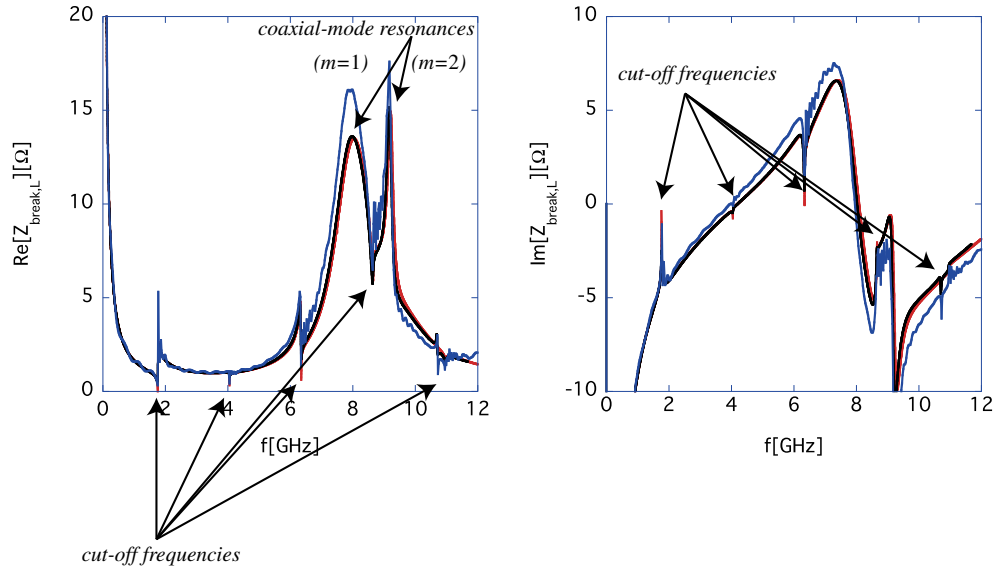 20
15
10
5
0
Re[Z_break,L][Ω]
coaxial-mode resonances
(m=1)
(m=2)
0
2
4
6
8
10
12
f[GHz]
cut-off frequencies
10
5
0
-5
-10
Im[Z_break,L][Ω]
cut-off frequencies
0
2
4
6
8
10
12
f[GHz]